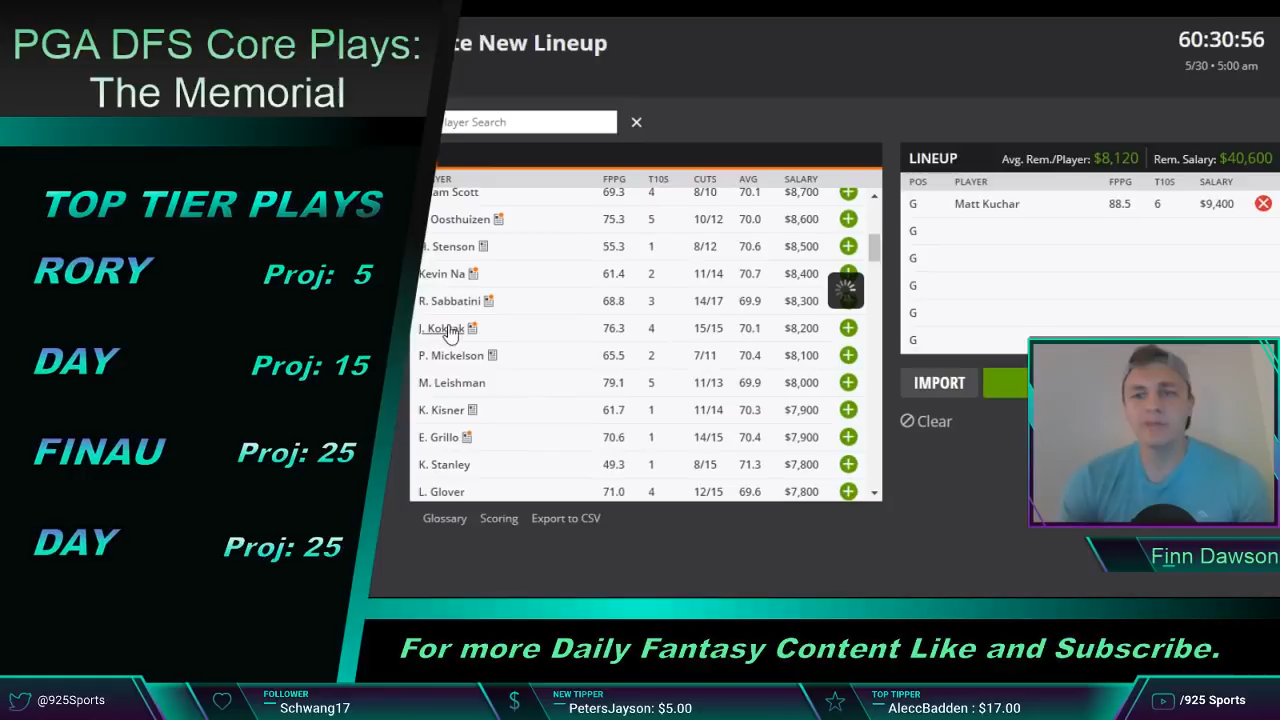 PGA DFS Core Plays:
The Memorial
TOP TIER PLAYS
RORY Proj: 5
DAY Proj: 15
FINAU Proj: 25
DAY Proj: 25
te New Lineup
60:30:56
5/30 • 5:00 am
layer Search
YER FPPG T10S CUTS AVG SALARY
am Scott 69.3 4 8/10 70.1 $8,700
Oosthuizen 75.3 5 10/12 70.0 $8,600
H. Stenson 55.3 1 8/12 70.6 $8,500
Kevin Na 61.4 2 11/14 70.7 $8,400
R. Sabbatini 68.8 3 14/17 69.9 $8,300
J. Kokrak 76.3 4 15/15 70.1 $8,200
P. Mickelson 65.5 2 7/11 70.4 $8,100
M. Leishman 79.1 5 11/13 69.9 $8,000
K. Kisner 61.7 1 11/14 70.3 $7,900
E. Grillo 70.6 1 14/15 70.4 $7,900
K. Stanley 49.3 1 8/15 71.3 $7,800
L. Glover 71.0 4 12/15 69.6 $7,800
Glossary Scoring Export to CSV
LINEUP Avg. Rem./Player: $8,120 Rem. Salary: $40,600
POS PLAYER FPPG T10S SALARY
G Matt Kuchar 88.5 6 $9,400
G
G
G
G
G
IMPORT
Clear
Finn Dawson
For more Daily Fantasy Content Like and Subscribe.
@925Sports
FOLLOWER
Schwang17
NEW TIPPER
PetersJayson: $5.00
TOP TIPPER
AleccBadden : $17.00
/925 Sports